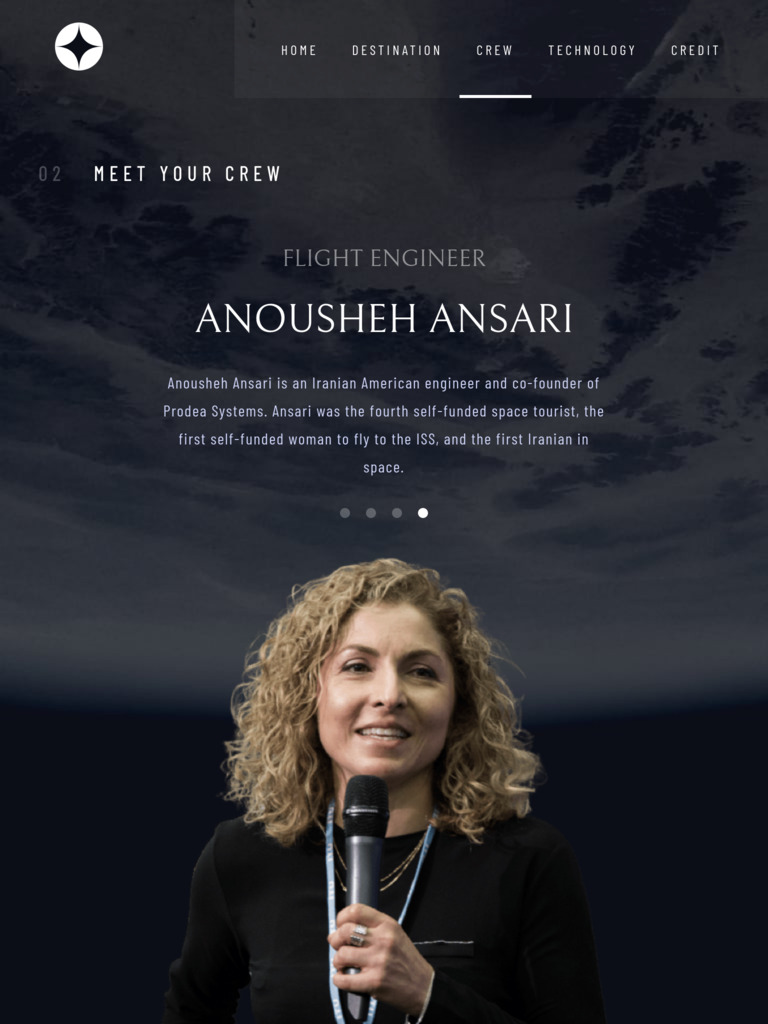 HOME DESTINATION CREW TECHNOLOGY CREDIT
02 MEET YOUR CREW
FLIGHT ENGINEER
ANOUSHEH ANSARI
Anousheh Ansari is an Iranian American engineer and co-founder of
Prodea Systems. Ansari was the fourth self-funded space tourist, the
first self-funded woman to fly to the ISS, and the first Iranian in
space.